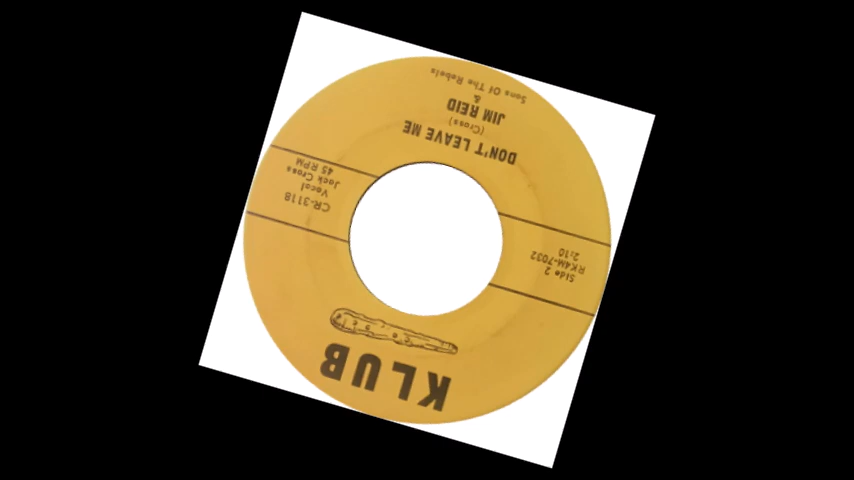 KLUB
Side 2
RK4M-7032
2:10
CR-3118
Vocal
Jack Cross
45 RPM
DON'T LEAVE ME
(Cross)
JIM REID
&
Sons Of The Rebels